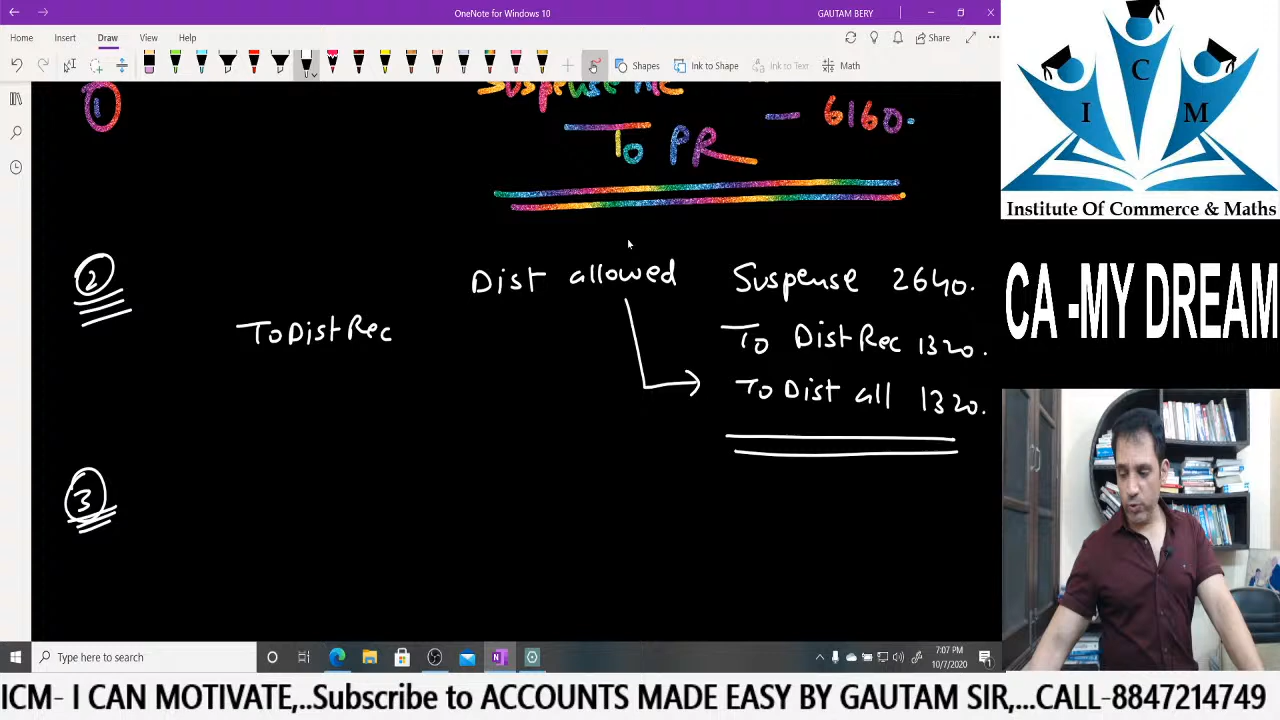 OneNote for Windows 10
GAUTAM BERY
Home Insert Draw View Help
Share
Shapes Ink to Shape Ink to Text Math
1
- 6160.
To PR
2
Dist allowed Suspense 2640.
To Dist Rec
To Dist Rec 1320.
To Dist all 1320.
3
I C M
Institute Of Commerce & Maths
CA -MY DREAM
Type here to search
7:07 PM
10/7/2020
ICM- I CAN MOTIVATE,..Subscribe to ACCOUNTS MADE EASY BY GAUTAM SIR,...CALL-8847214749